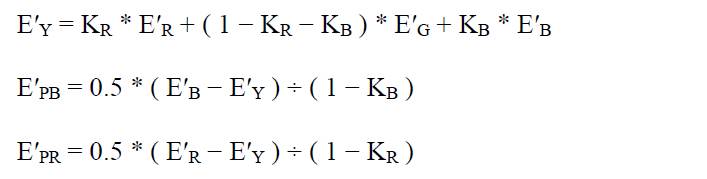 E′Y = KR * E′R + ( 1 − KR − KB ) * E′G + KB * E′B
E′PB = 0.5 * ( E′B − E′Y ) ÷ ( 1 − KB )
E′PR = 0.5 * ( E′R − E′Y ) ÷ ( 1 − KR )